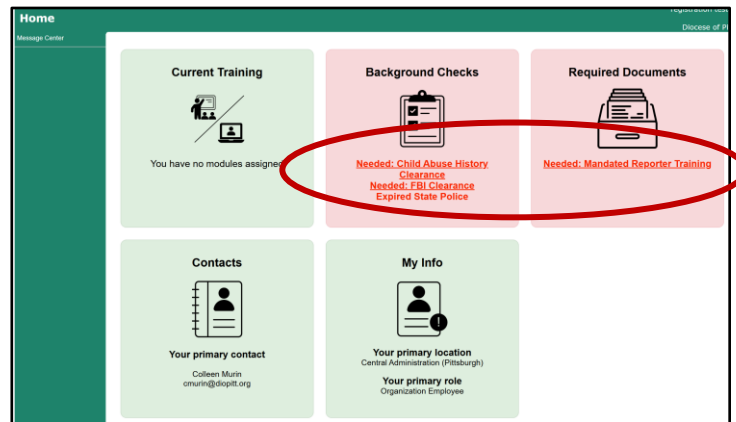 Home
registration test
Diocese of
Message Center
Current Training
You have no modules assigned
Background Checks
Needed: Child Abuse History
Clearance
Needed: FBI Clearance
Expired State Police
Required Documents
Needed: Mandated Reporter Training
Contacts
Your primary contact
Colleen Murin
cmurin@diopitt.org
My Info
Your primary location
Central Administration (Pittsburgh)
Your primary role
Organization Employee